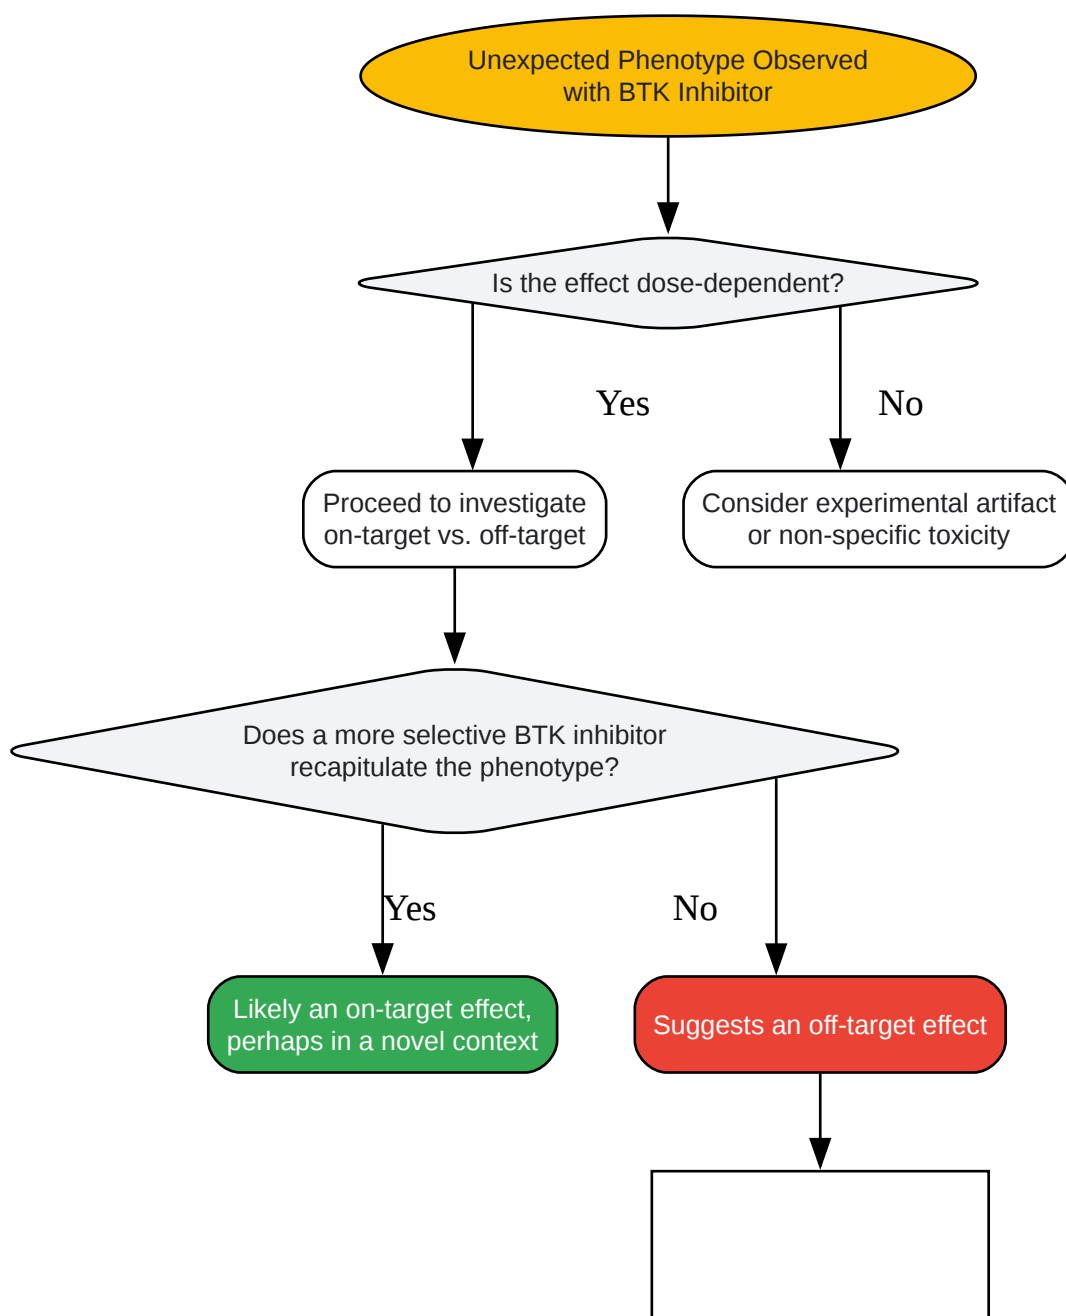 Unexpected Phenotype Observed
with BTK Inhibitor
Is the effect dose-dependent?
Yes
No
Proceed to investigate
on-target vs. off-target
Consider experimental artifact
or non-specific toxicity
Does a more selective BTK inhibitor
recapitulate the phenotype?
Yes
No
Likely an on-target effect,
perhaps in a novel context
Suggests an off-target effect